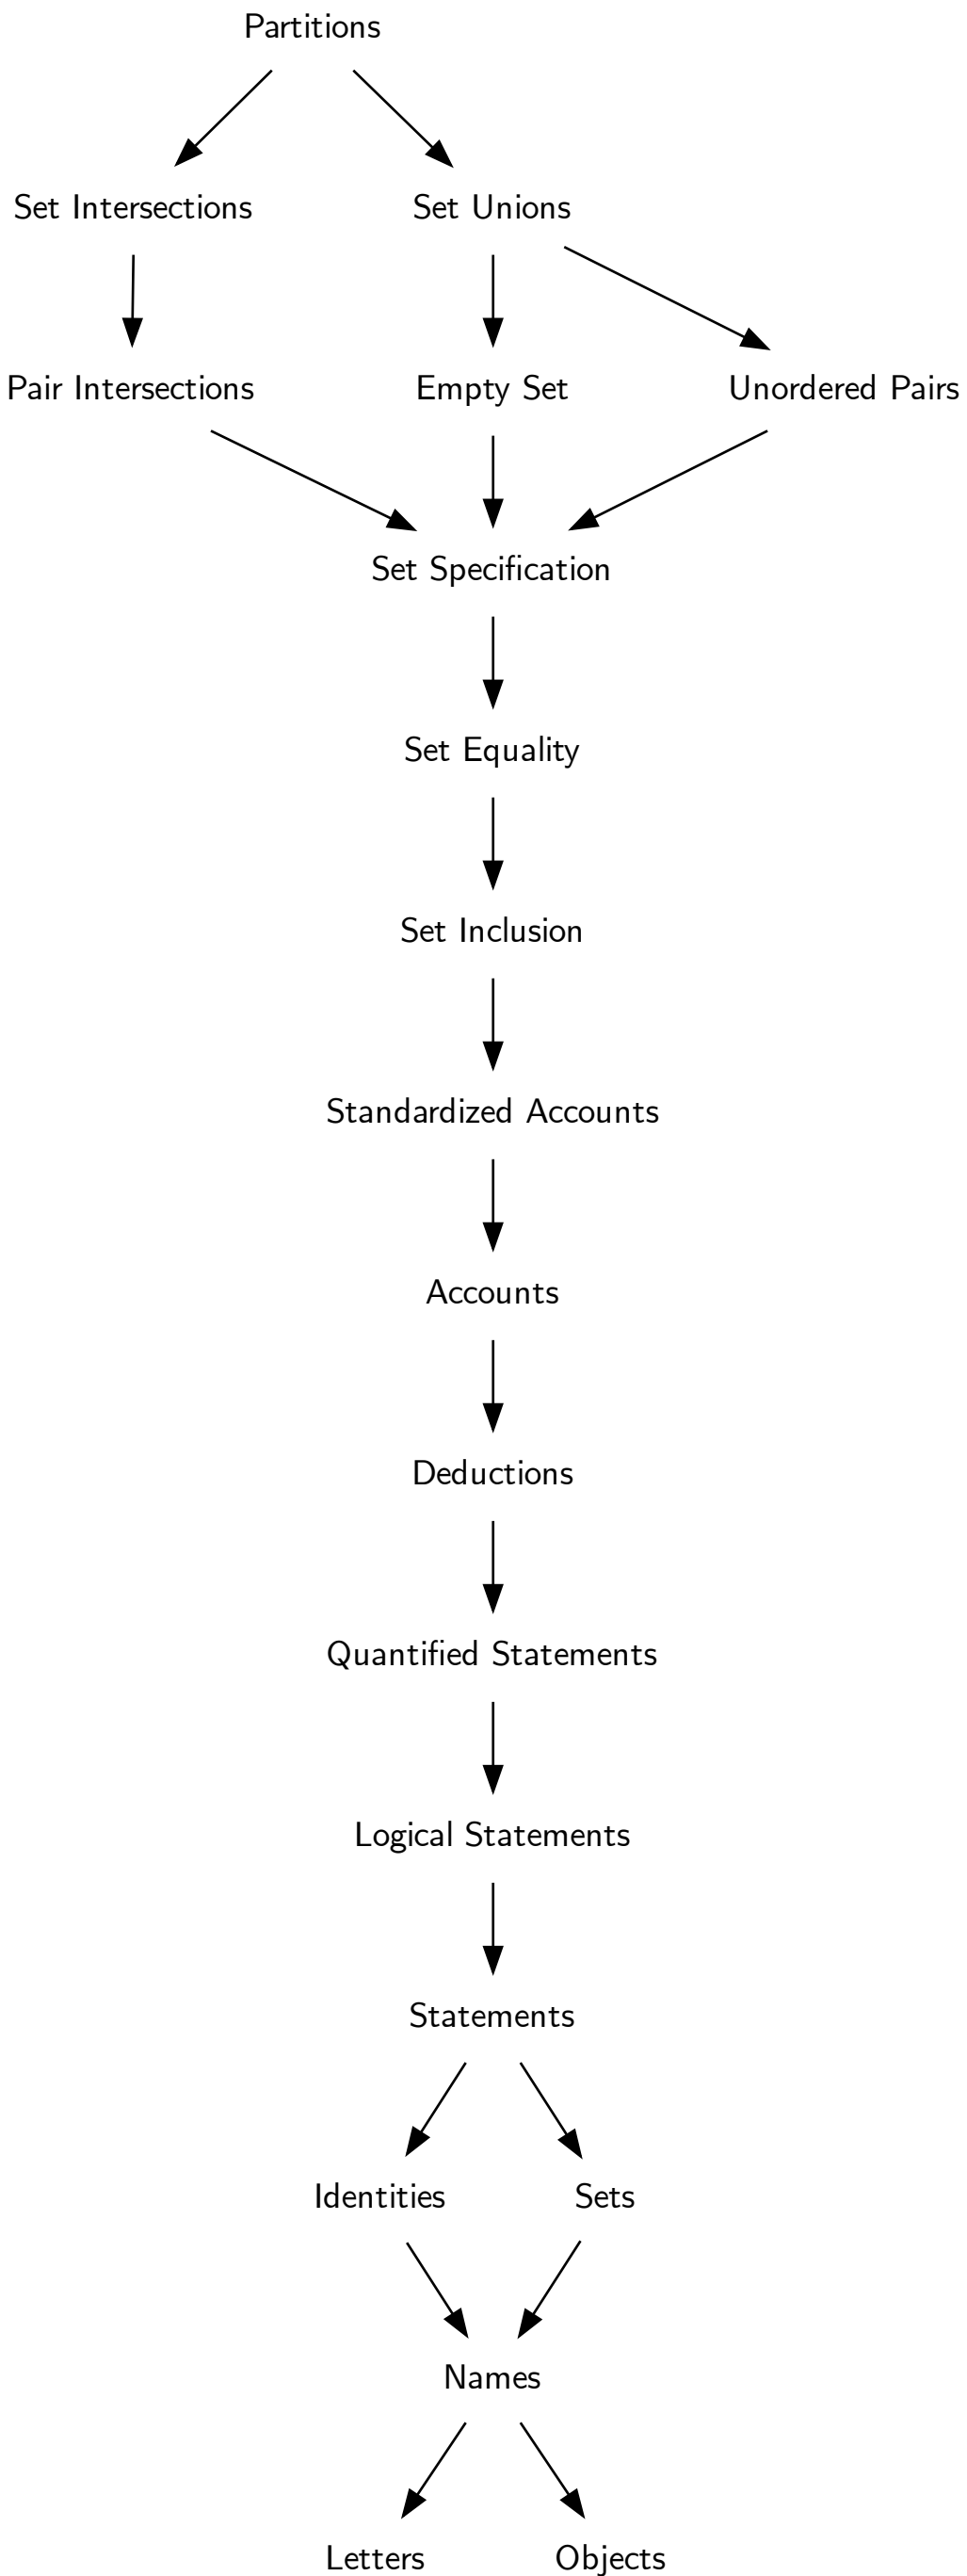 Partitions
Set Intersections
Set Unions
Pair Intersections
Empty Set
Unordered Pairs
Set Specification
Set Equality
Set Inclusion
Standardized Accounts
Accounts
Deductions
Quantified Statements
Logical Statements
Statements
Identities
Sets
Names
Letters
Objects